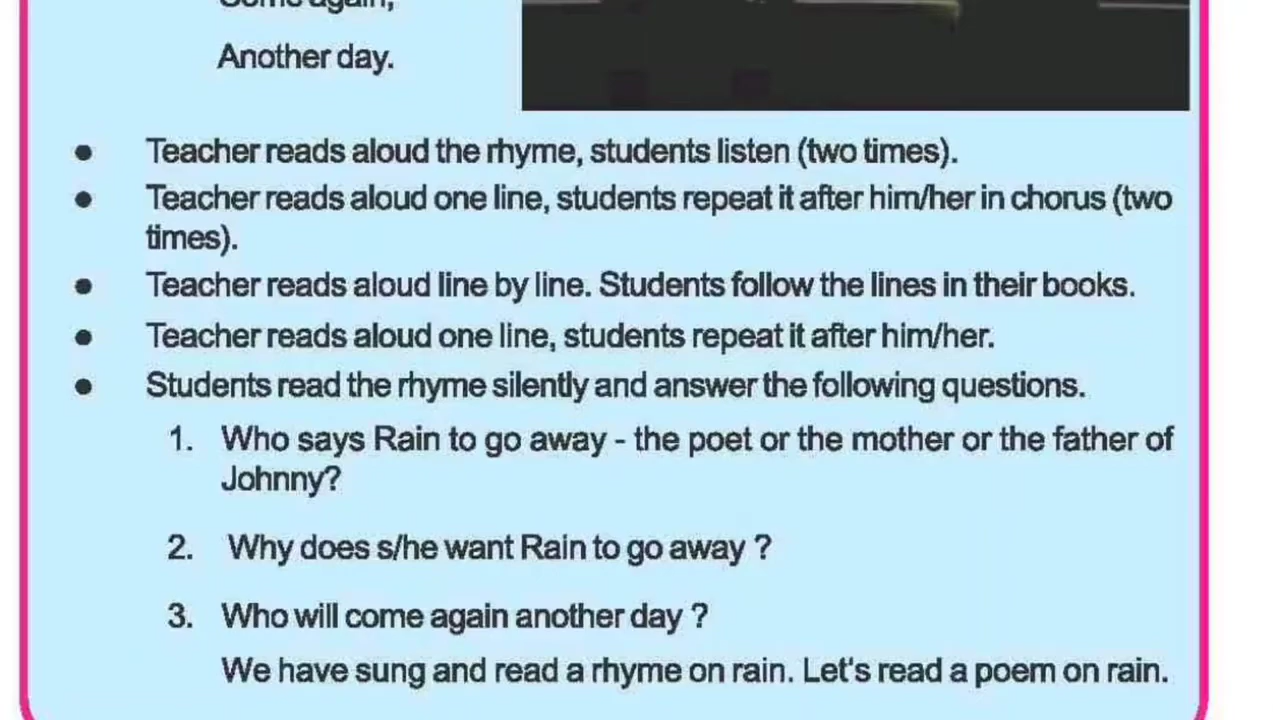 Come again,
Another day.
● Teacher reads aloud the rhyme, students listen (two times).
● Teacher reads aloud one line, students repeat it after him/her in chorus (two
times).
● Teacher reads aloud line by line. Students follow the lines in their books.
● Teacher reads aloud one line, students repeat it after him/her.
● Students read the rhyme silently and answer the following questions.
1. Who says Rain to go away - the poet or the mother or the father of
Johnny?
2. Why does s/he want Rain to go away ?
3. Who will come again another day ?
We have sung and read a rhyme on rain. Let's read a poem on rain.